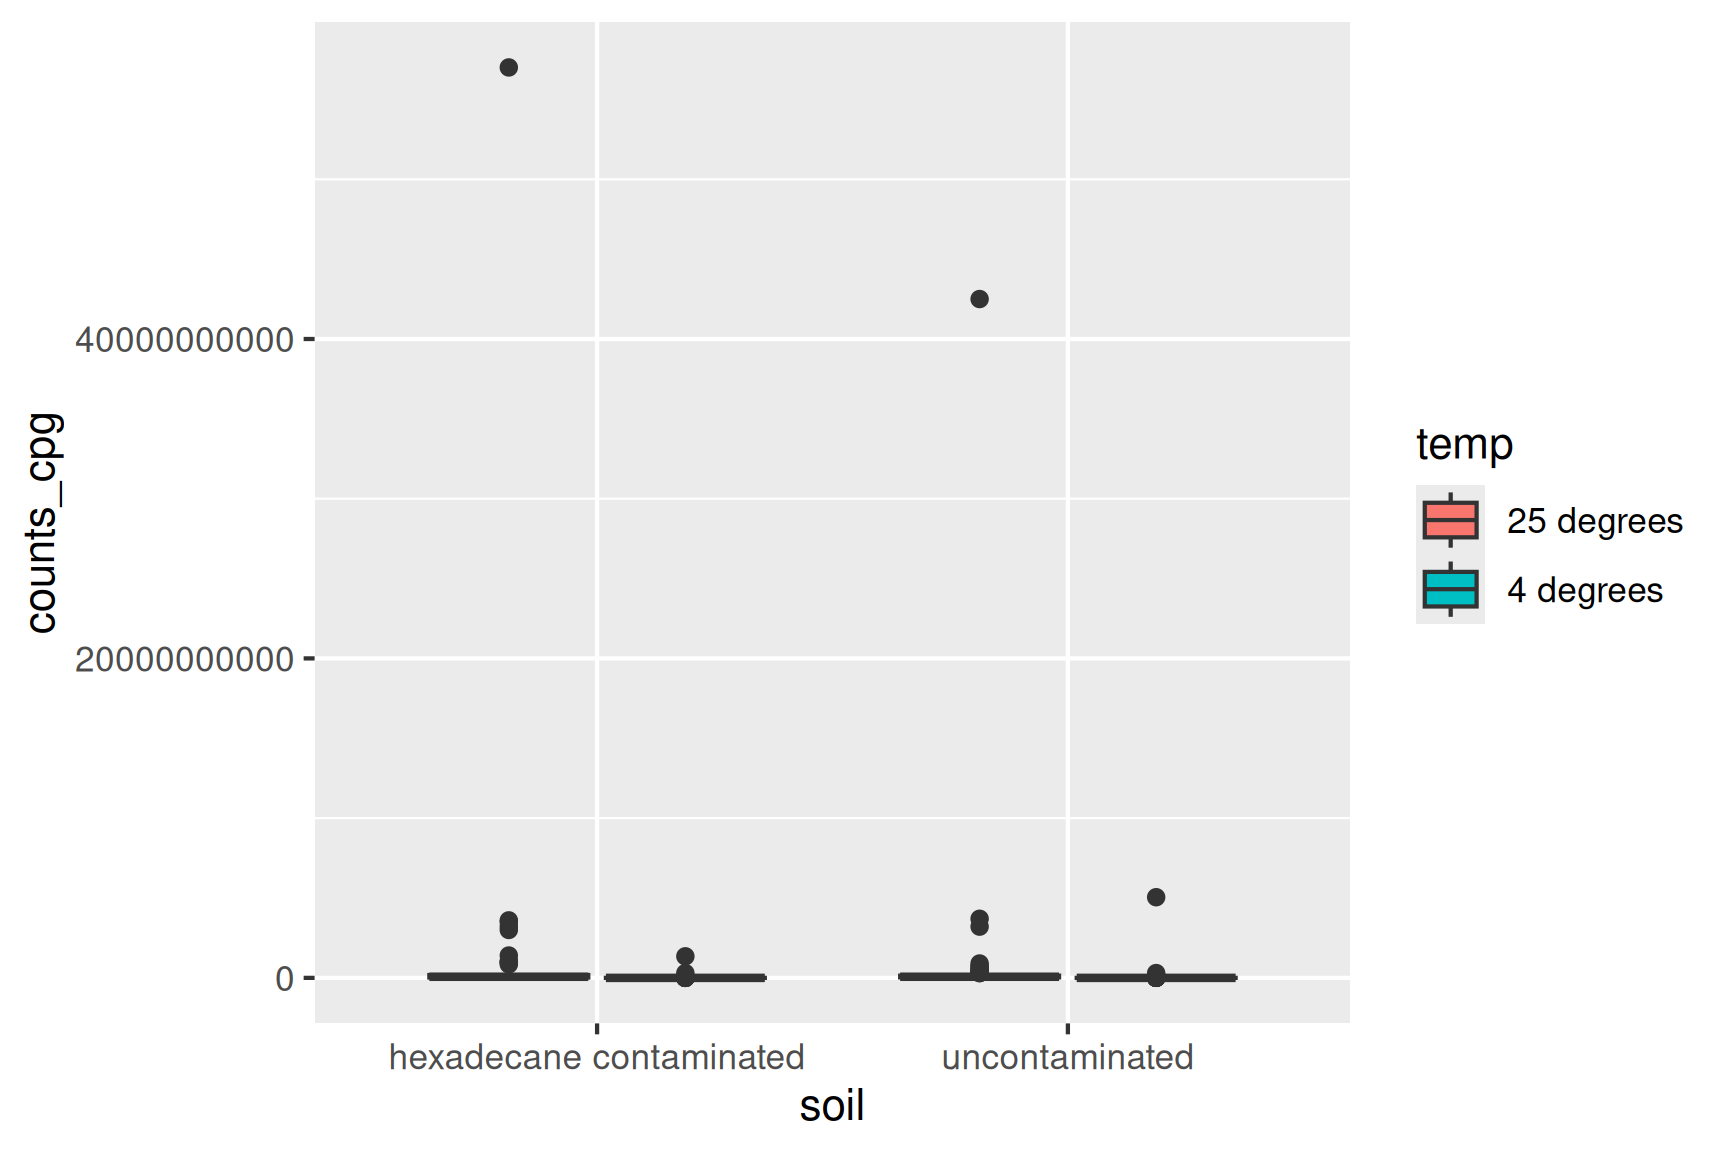 counts_cpg
40000000000
20000000000
0
hexadecane contaminated
uncontaminated
soil
temp
25 degrees
4 degrees